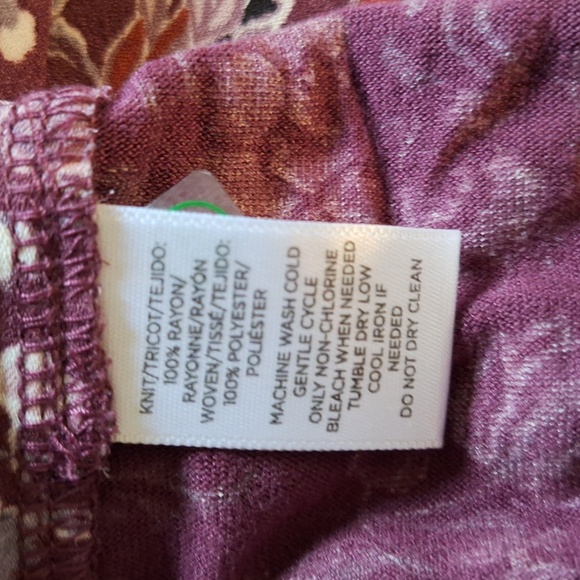 KNIT/TRICOT/TEJIDO:
100% RAYON/
RAYONNE/RAYÓN
WOVEN/TISSÉ/TEJIDO:
100% POLYESTER/
POLIÉSTER
MACHINE WASH COLD
GENTLE CYCLE
ONLY NON-CHLORINE
BLEACH WHEN NEEDED
TUMBLE DRY LOW
COOL IRON IF
NEEDED
DO NOT DRY CLEAN